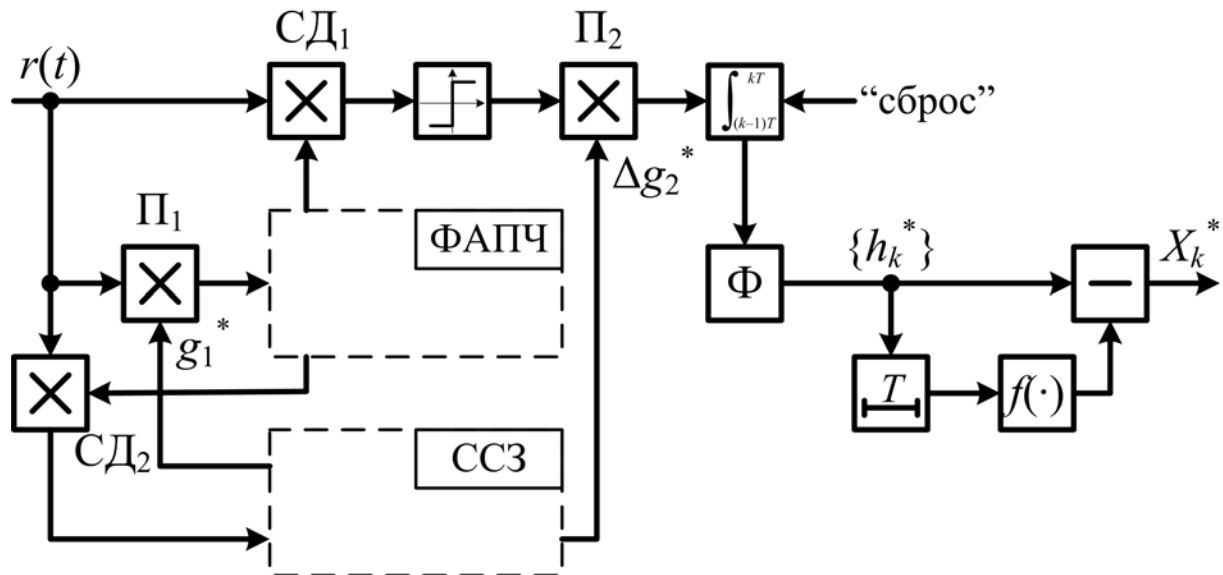 r(t)
СД₁
П₂
∫ kT (k–1)T
“сброс”
Δg₂*
П₁
ФАПЧ
Ф
{hₖ*}
–
Xₖ*
g₁*
T
f(·)
СД₂
ССЗ